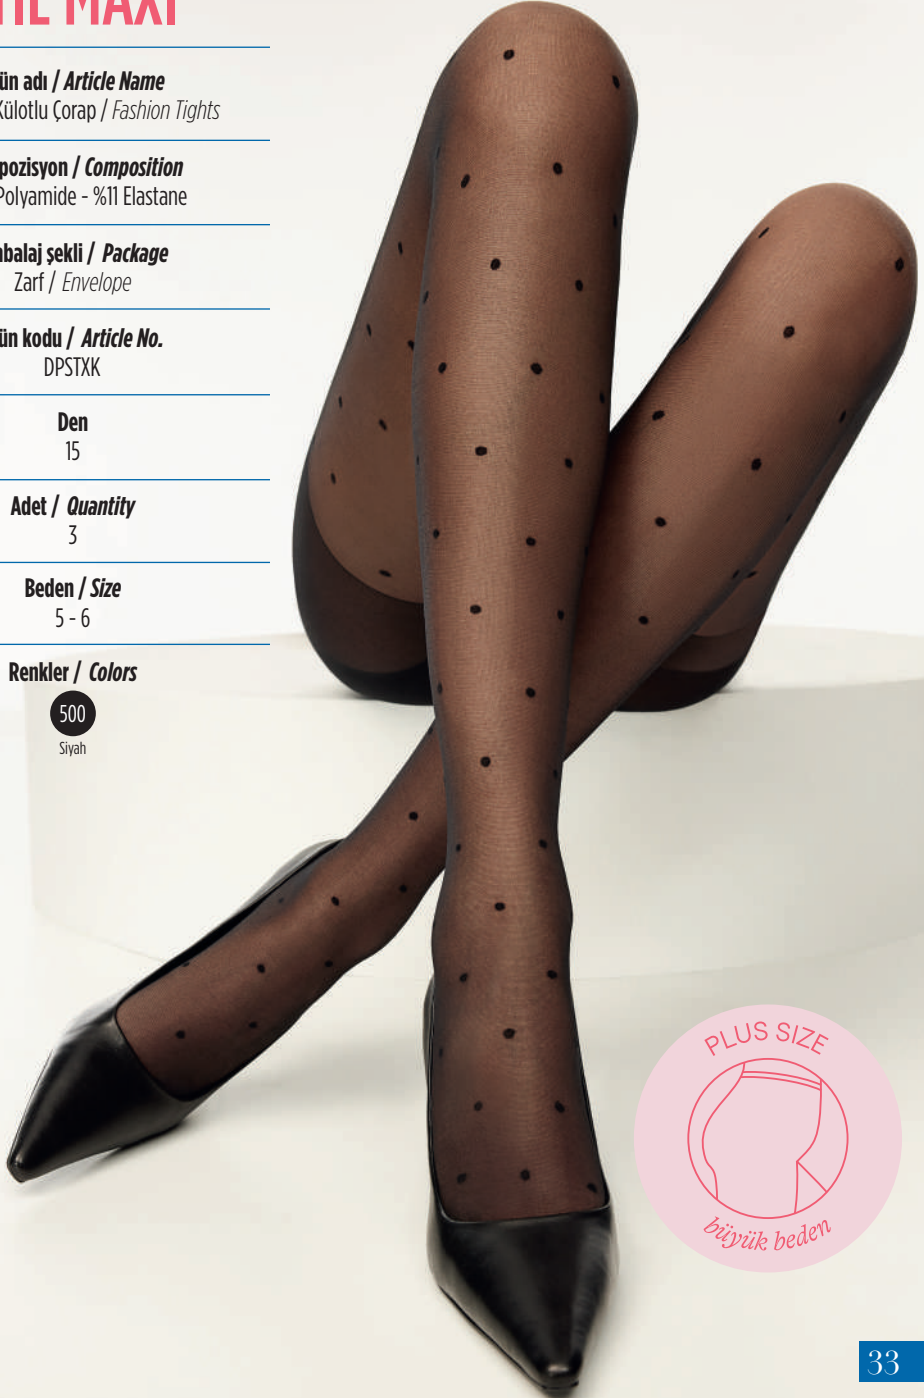 MAXI
ün adı / Article Name
Külotlu Çorap / Fashion Tights
pozisyon / Composition
Polyamide - %11 Elastane
balaj şekli / Package
Zarf / Envelope
ün kodu / Article No.
DPSTXK
Den
15
Adet / Quantity
3
Beden / Size
5 - 6
Renkler / Colors
500
Siyah
PLUS SIZE
büyük beden
33